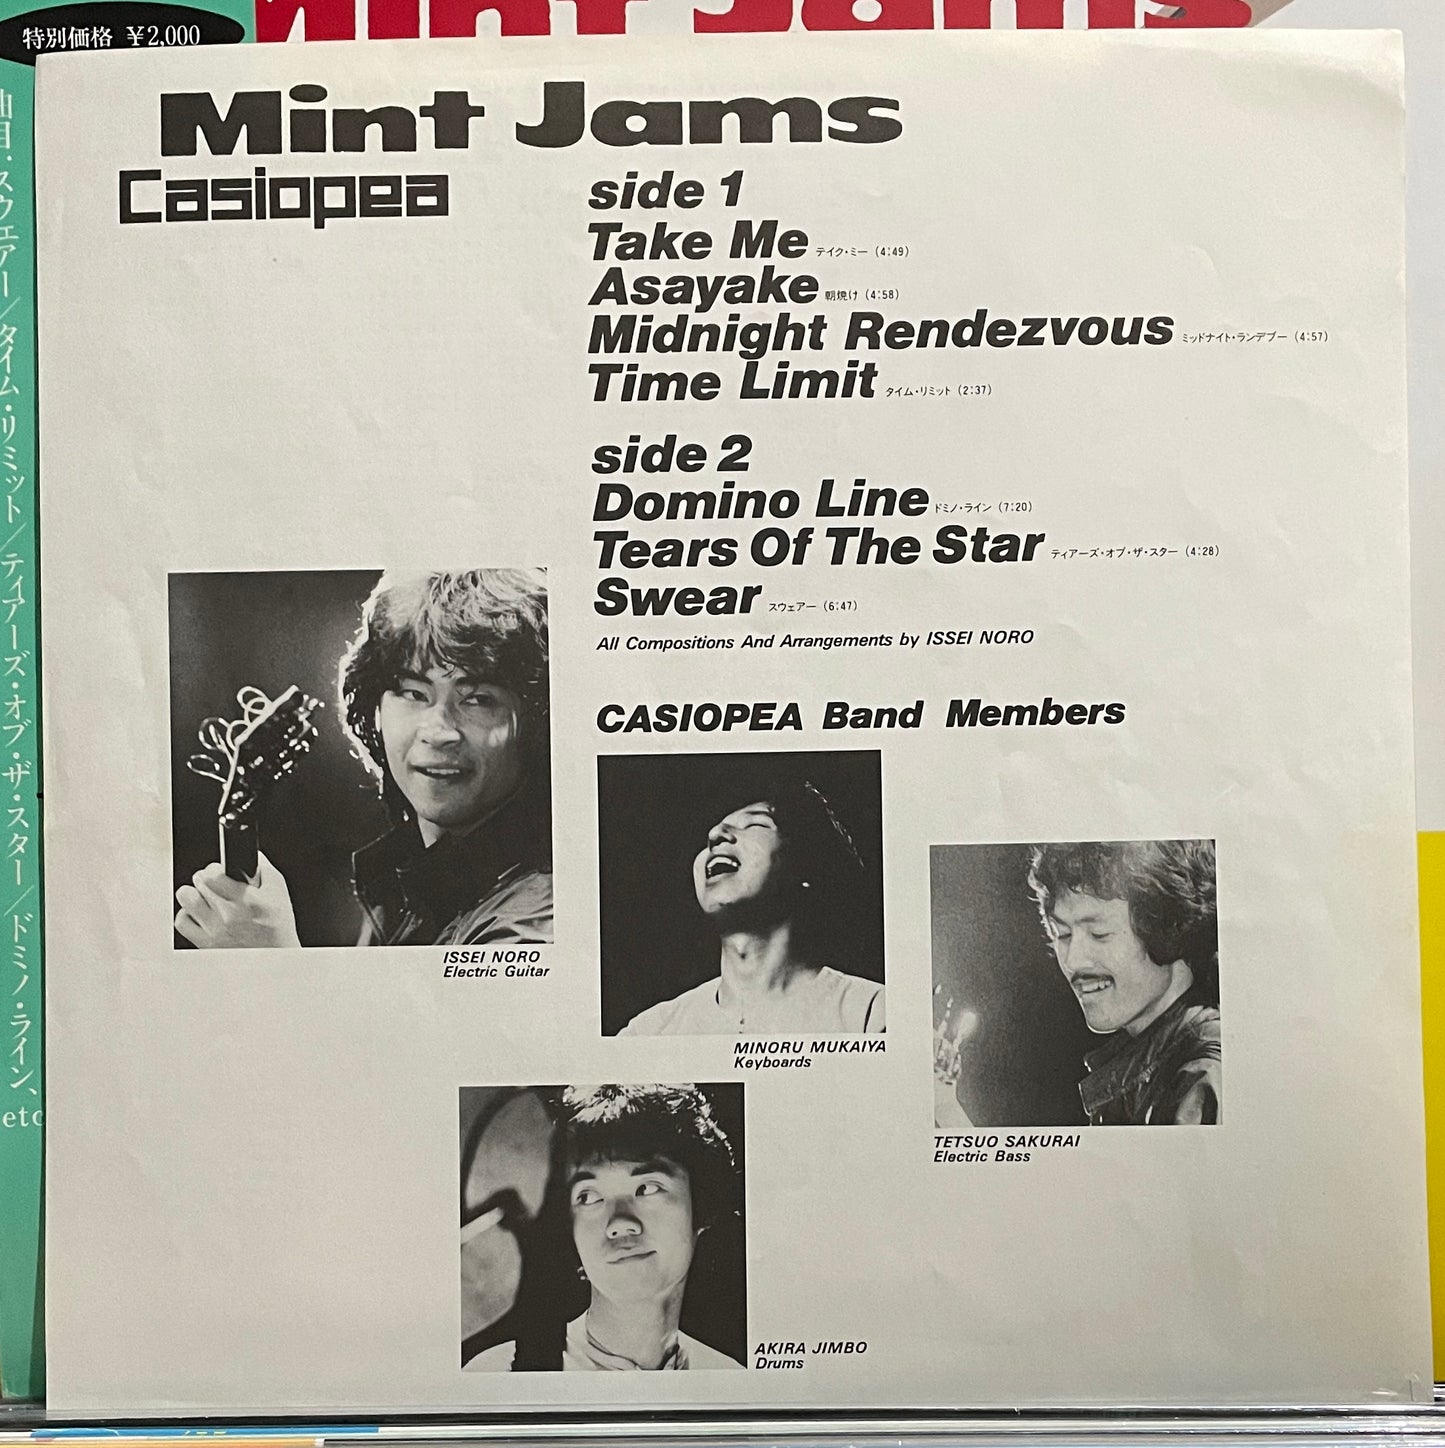 特別価格 ￥2,000
Mint Jams
曲目・スウェアー／タイム・リミット／ティアーズ・オブ・ザ・スター／ドミノ・ライン、etc
Mint Jams
Casiopea
side 1
Take Me テイク・ミー (4:49)
Asayake 朝焼け (4:58)
Midnight Rendezvous ミッドナイト・ランデブー (4:57)
Time Limit タイム・リミット (2:37)
side 2
Domino Line ドミノ・ライン (7:20)
Tears Of The Star ティアーズ・オブ・ザ・スター (4:28)
Swear スウェアー (6:47)
All Compositions And Arrangements by ISSEI NORO
CASIOPEA Band Members
ISSEI NORO
Electric Guitar
MINORU MUKAIYA
Keyboards
TETSUO SAKURAI
Electric Bass
AKIRA JIMBO
Drums